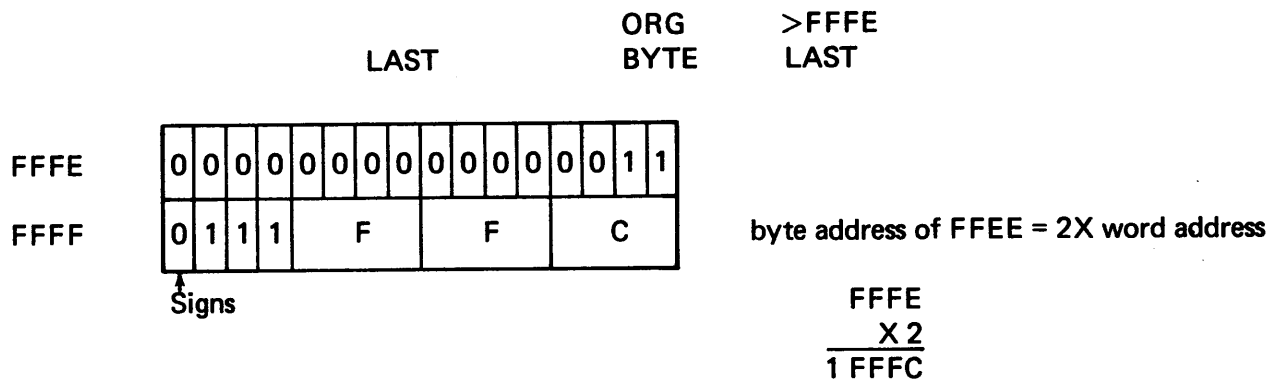 ORG >FFFE
LAST BYTE LAST
FFFE 0 0 0 0 0 0 0 0 0 0 0 0 0 0 1 1
FFFF 0 1 1 1 F F C byte address of FFEE = 2X word address
Signs
FFFE
X 2
1 FFFC